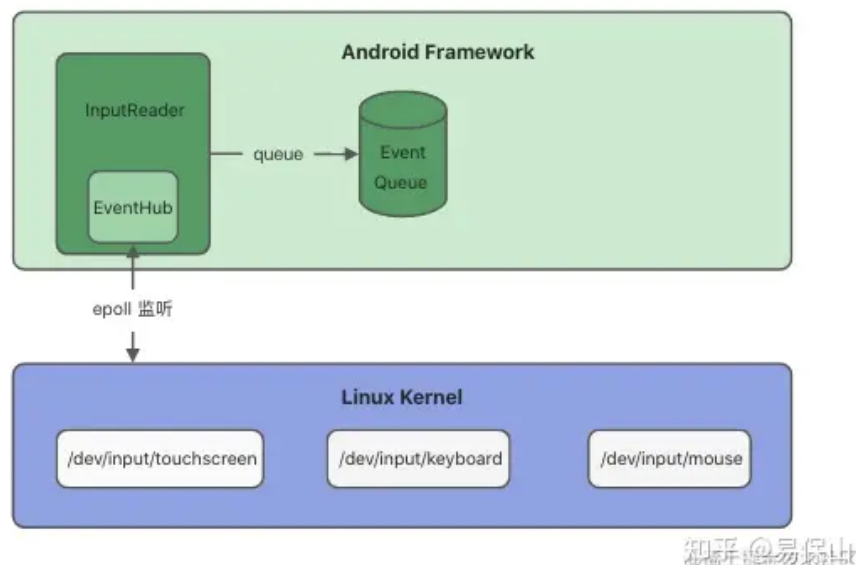 Android Framework
InputReader
queue
Event
Queue
EventHub
epoll 监听
Linux Kernel
/dev/input/touchscreen
/dev/input/keyboard
/dev/input/mouse
知乎 @易保山